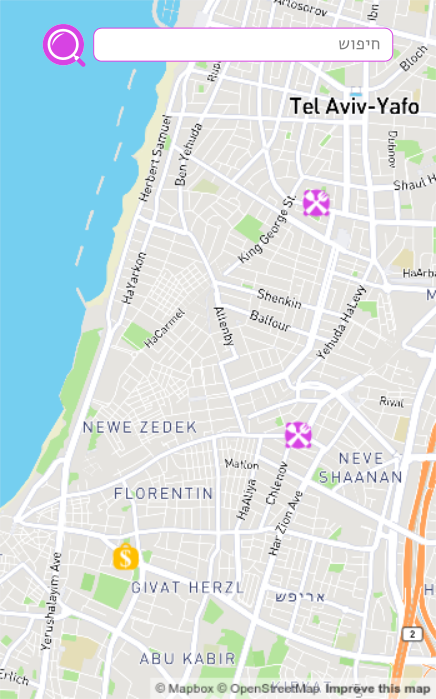 Artosorov
Bloch
חיפוש
Tel Aviv-Yafo
Dubnov
Herbert Samuel
Ben Yehuda
Shaul H
King George St.
HaYarkon
HaArba
Shenkin
Balfour
Allenby
HaCarmel
Yehuda HaLevy
Rival
NEWE ZEDEK
Matlon
NEVE
SHAANAN
FLORENTIN
HaAliya
Chlenov
Har Zion Ave
$
GIVAT HERZL
אריפש
Yerushalayim Ave
2
ABU KABIR
Erlich
© Mapbox © OpenStreetMap Improve this map